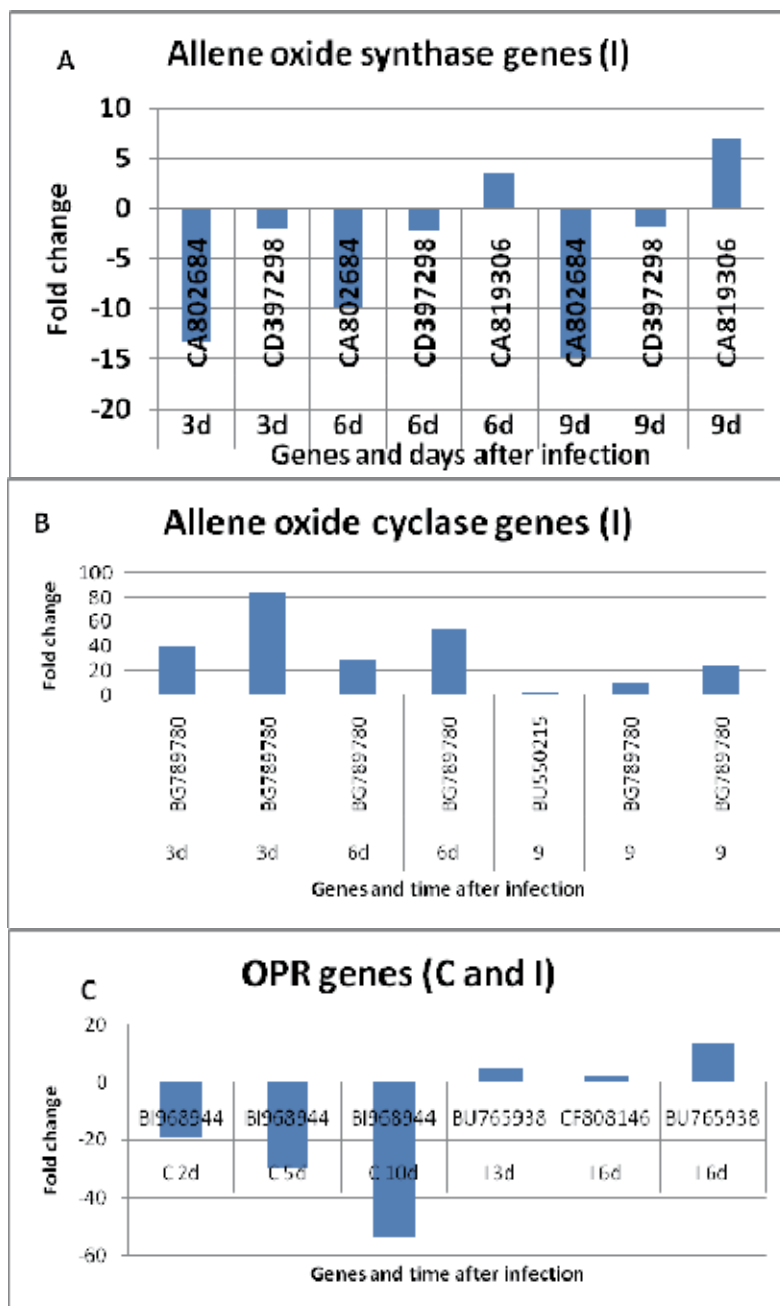 A Allene oxide synthase genes (I)
10
5
0
-5
-10
-15
-20
Fold change
CA802684 CD397298 CA802684 CD397298 CA819306 CA802684 CD397298 CA819306
3d 3d 6d 6d 6d 9d 9d 9d
Genes and days after infection
B Allene oxide cyclase genes (I)
100
80
60
40
20
0
Fold change
BG789780 BG789780 BG789780 BG789780 BU550215 BG789780 BG789780
3d 3d 6d 6d 9 9 9
Genes and time after infection
C OPR genes (C and I)
20
0
-20
-40
-60
Fold change
BI968944 BI968944 BI968944 BU765938 CF808146 BU765938
C 2d C 5d C 10d I 3d I 6d I 6d
Genes and time after infection